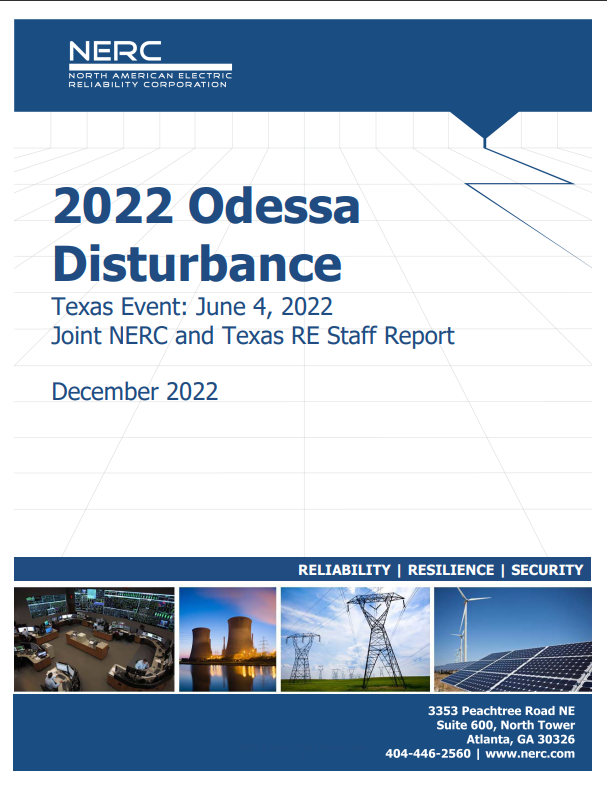 NERC
NORTH AMERICAN ELECTRIC
RELIABILITY CORPORATION
2022 Odessa
Disturbance
Texas Event: June 4, 2022
Joint NERC and Texas RE Staff Report
December 2022
RELIABILITY | RESILIENCE | SECURITY
3353 Peachtree Road NE
Suite 600, North Tower
Atlanta, GA 30326
404-446-2560 | www.nerc.com